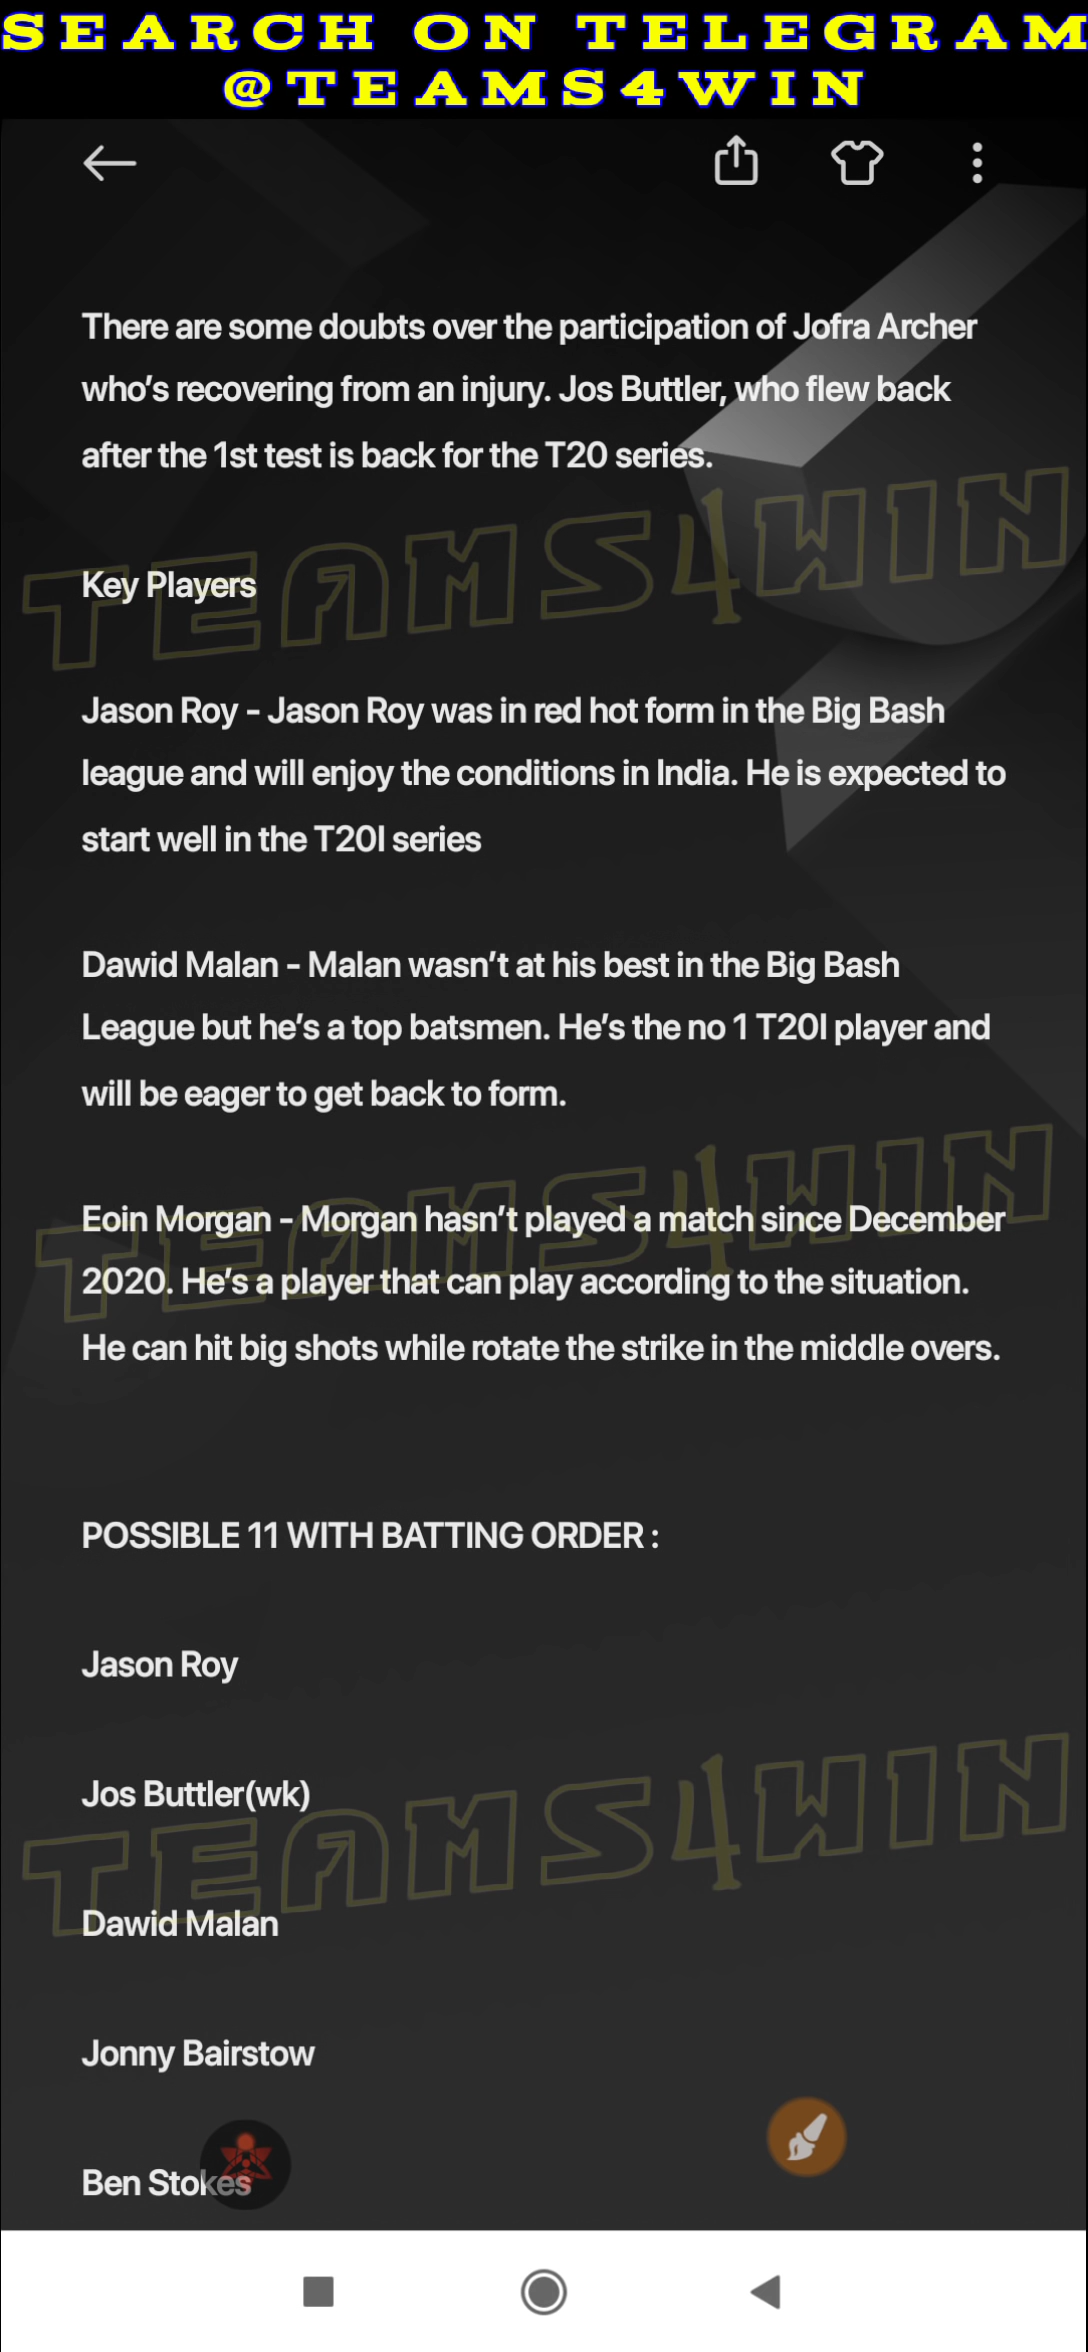 SEARCH ON TELEGRAM
@TEAMS4WIN
There are some doubts over the participation of Jofra Archer
who's recovering from an injury. Jos Buttler, who flew back
after the 1st test is back for the T20 series.
TEAMS4WIN
Key Players
Jason Roy - Jason Roy was in red hot form in the Big Bash
league and will enjoy the conditions in India. He is expected to
start well in the T20I series
Dawid Malan - Malan wasn't at his best in the Big Bash
League but he's a top batsmen. He's the no 1 T20I player and
will be eager to get back to form.
TEAMS4WIN
Eoin Morgan - Morgan hasn't played a match since December
2020. He's a player that can play according to the situation.
He can hit big shots while rotate the strike in the middle overs.
POSSIBLE 11 WITH BATTING ORDER :
Jason Roy
Jos Buttler(wk)
TEAMS4WIN
Dawid Malan
Jonny Bairstow
Ben Stokes